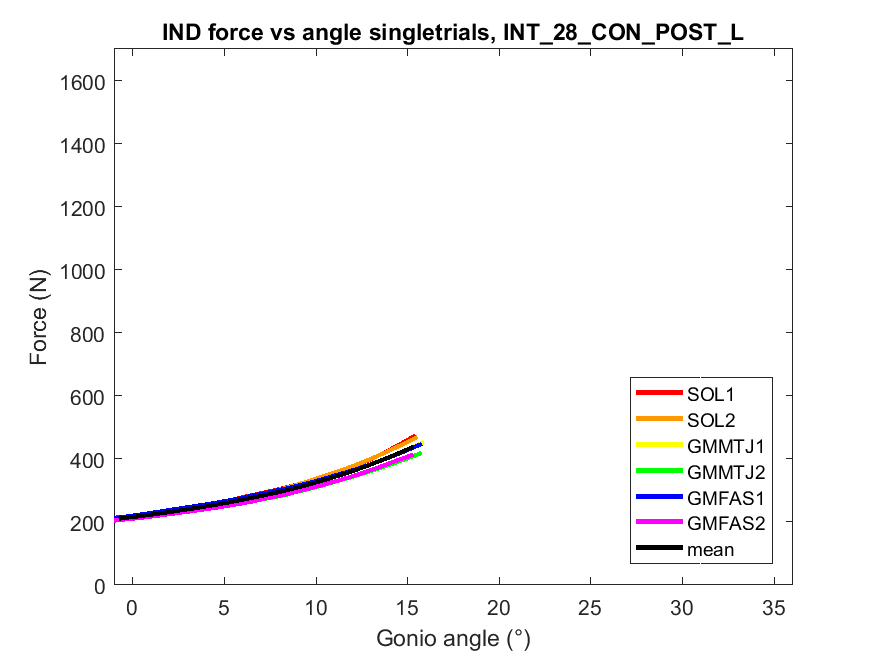 IND force vs angle singletrials, INT_28_CON_POST_L
1600
1400
1200
1000
800
600
400
200
0
Force (N)
0 5 10 15 20 25 30 35
Gonio angle (°)
SOL1
SOL2
GMMTJ1
GMMTJ2
GMFAS1
GMFAS2
mean